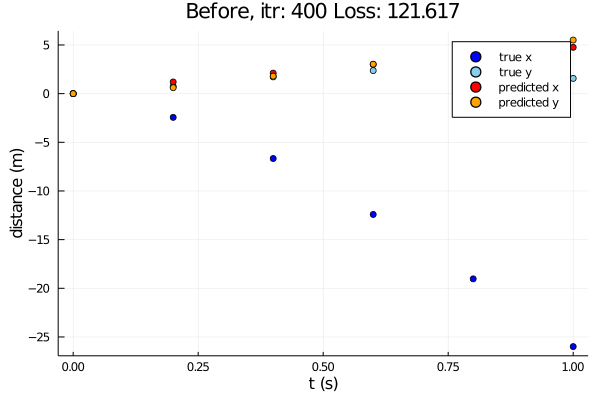 Before, itr: 400 Loss: 121.617
5
0
−5
−10
−15
−20
−25
distance (m)
true x
true y
predicted x
predicted y
0.00
0.25
0.50
0.75
1.00
t (s)